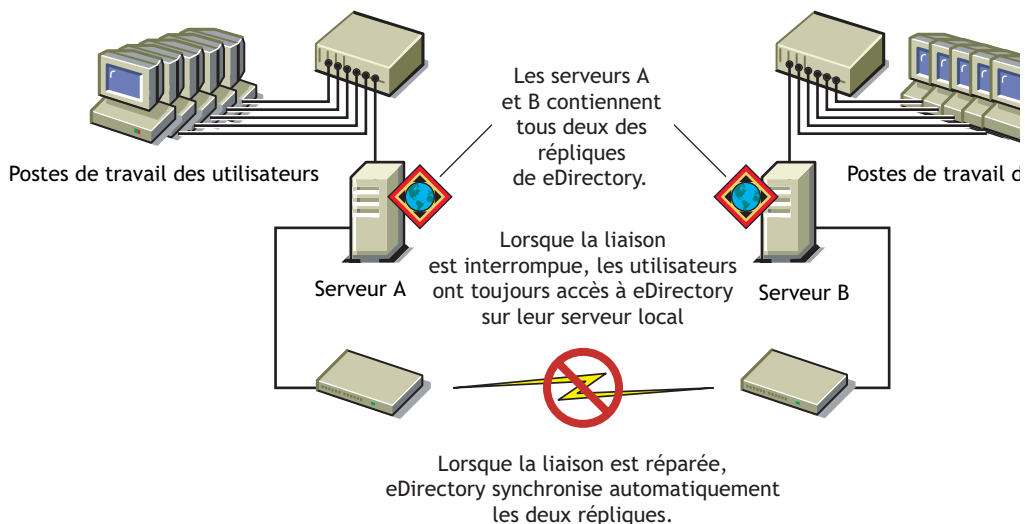 Les serveurs A
et B contiennent
tous deux des
répliques
de eDirectory.
Postes de travail des utilisateurs
Postes de travail d
Lorsque la liaison
est interrompue, les utilisateurs
ont toujours accès à eDirectory
sur leur serveur local
Serveur A
Serveur B
Lorsque la liaison est réparée,
eDirectory synchronise automatiquement
les deux répliques.